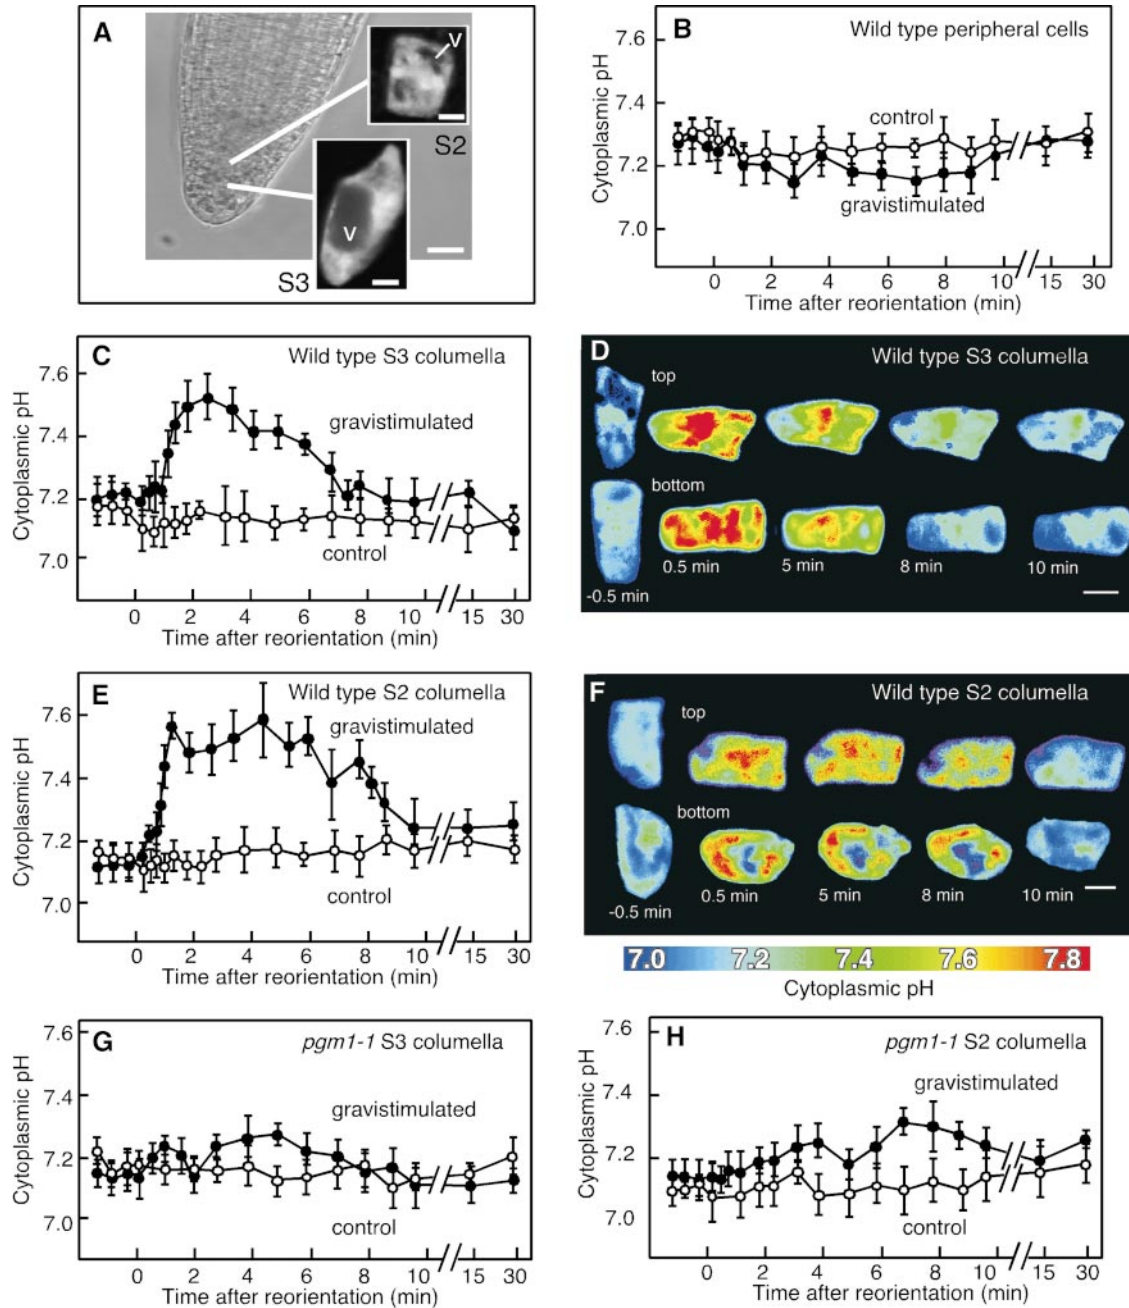 A
V
S2
V
S3
B
Wild type peripheral cells
Cytoplasmic pH
7.6
7.4
7.2
7.0
control
gravistimulated
0 2 4 6 8 10 15 30
Time after reorientation (min)
C
Wild type S3 columella
Cytoplasmic pH
7.6
7.4
7.2
7.0
gravistimulated
control
0 2 4 6 8 10 15 30
Time after reorientation (min)
D
Wild type S3 columella
top
bottom
-0.5 min
0.5 min
5 min
8 min
10 min
E
Wild type S2 columella
Cytoplasmic pH
7.6
7.4
7.2
7.0
gravistimulated
control
0 2 4 6 8 10 15 30
Time after reorientation (min)
F
Wild type S2 columella
top
bottom
-0.5 min
0.5 min
5 min
8 min
10 min
7.0 7.2 7.4 7.6 7.8
Cytoplasmic pH
G
pgm1-1 S3 columella
Cytoplasmic pH
7.6
7.4
7.2
7.0
gravistimulated
control
0 2 4 6 8 10 15 30
Time after reorientation (min)
H
pgm1-1 S2 columella
Cytoplasmic pH
7.6
7.4
7.2
7.0
gravistimulated
control
0 2 4 6 8 10 15 30
Time after reorientation (min)